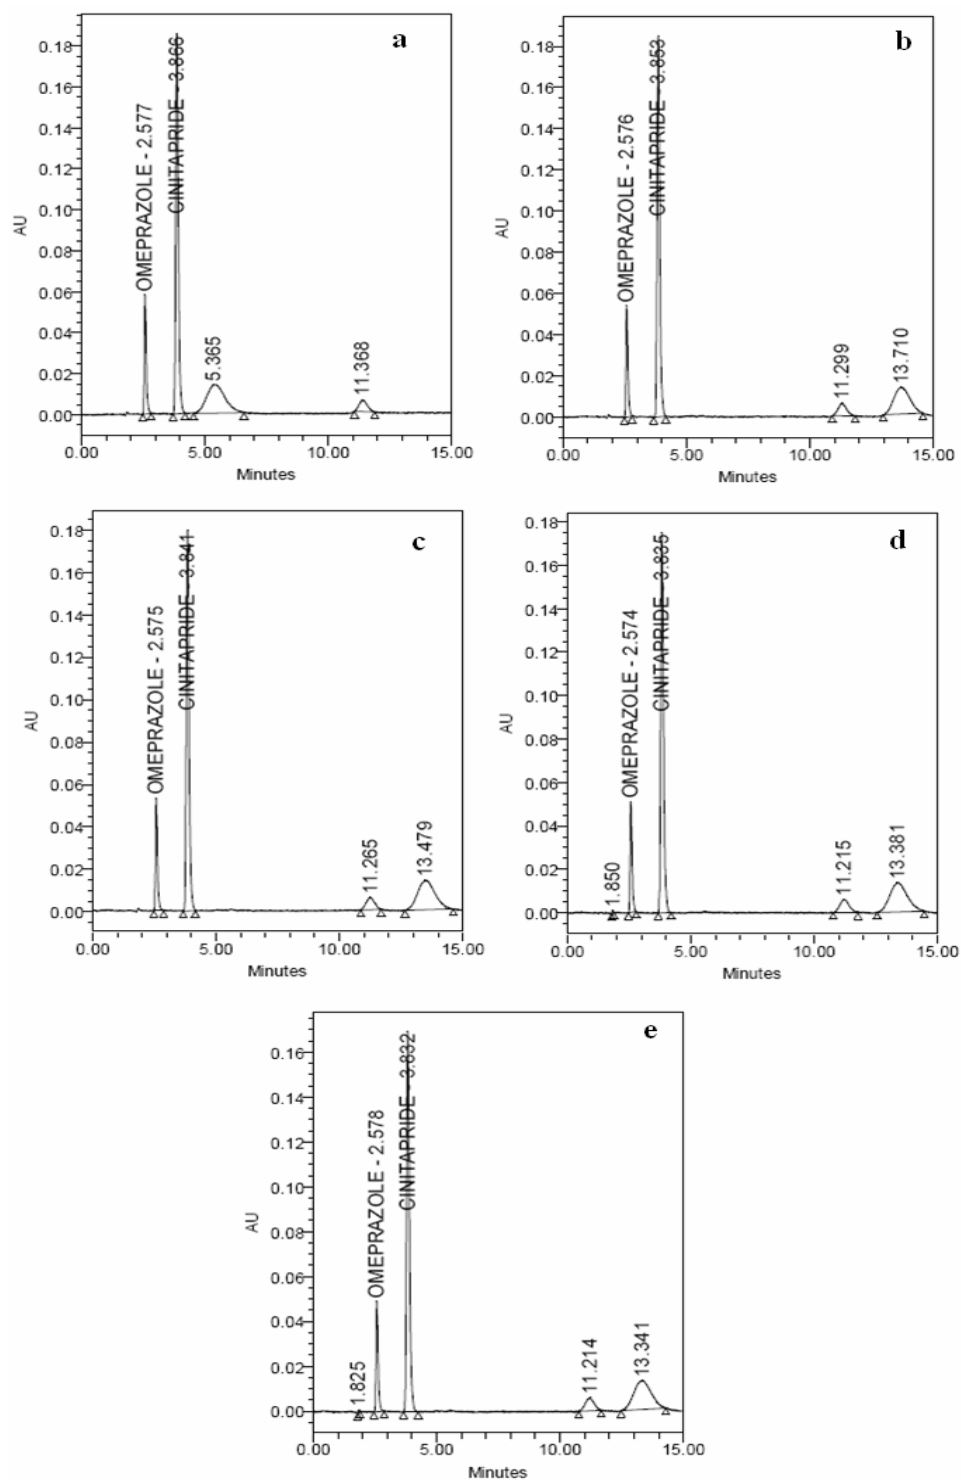 a
0.18
0.16
0.14
0.12
0.10
0.08
0.06
0.04
0.02
0.00
AU
OMEPRAZOLE - 2.577
CINITAPRIDE - 3.866
5.365
11.368
0.00 5.00 10.00 15.00
Minutes
b
0.18
0.16
0.14
0.12
0.10
0.08
0.06
0.04
0.02
0.00
AU
OMEPRAZOLE - 2.576
CINITAPRIDE - 3.853
11.299
13.710
0.00 5.00 10.00 15.00
Minutes
c
0.18
0.16
0.14
0.12
0.10
0.08
0.06
0.04
0.02
0.00
AU
OMEPRAZOLE - 2.575
CINITAPRIDE - 3.841
11.265
13.479
0.00 5.00 10.00 15.00
Minutes
d
0.18
0.16
0.14
0.12
0.10
0.08
0.06
0.04
0.02
0.00
AU
1.850
OMEPRAZOLE - 2.574
CINITAPRIDE - 3.835
11.215
13.381
0.00 5.00 10.00 15.00
Minutes
e
0.16
0.14
0.12
0.10
0.08
0.06
0.04
0.02
0.00
AU
1.825
OMEPRAZOLE - 2.578
CINITAPRIDE - 3.832
11.214
13.341
0.00 5.00 10.00 15.00
Minutes